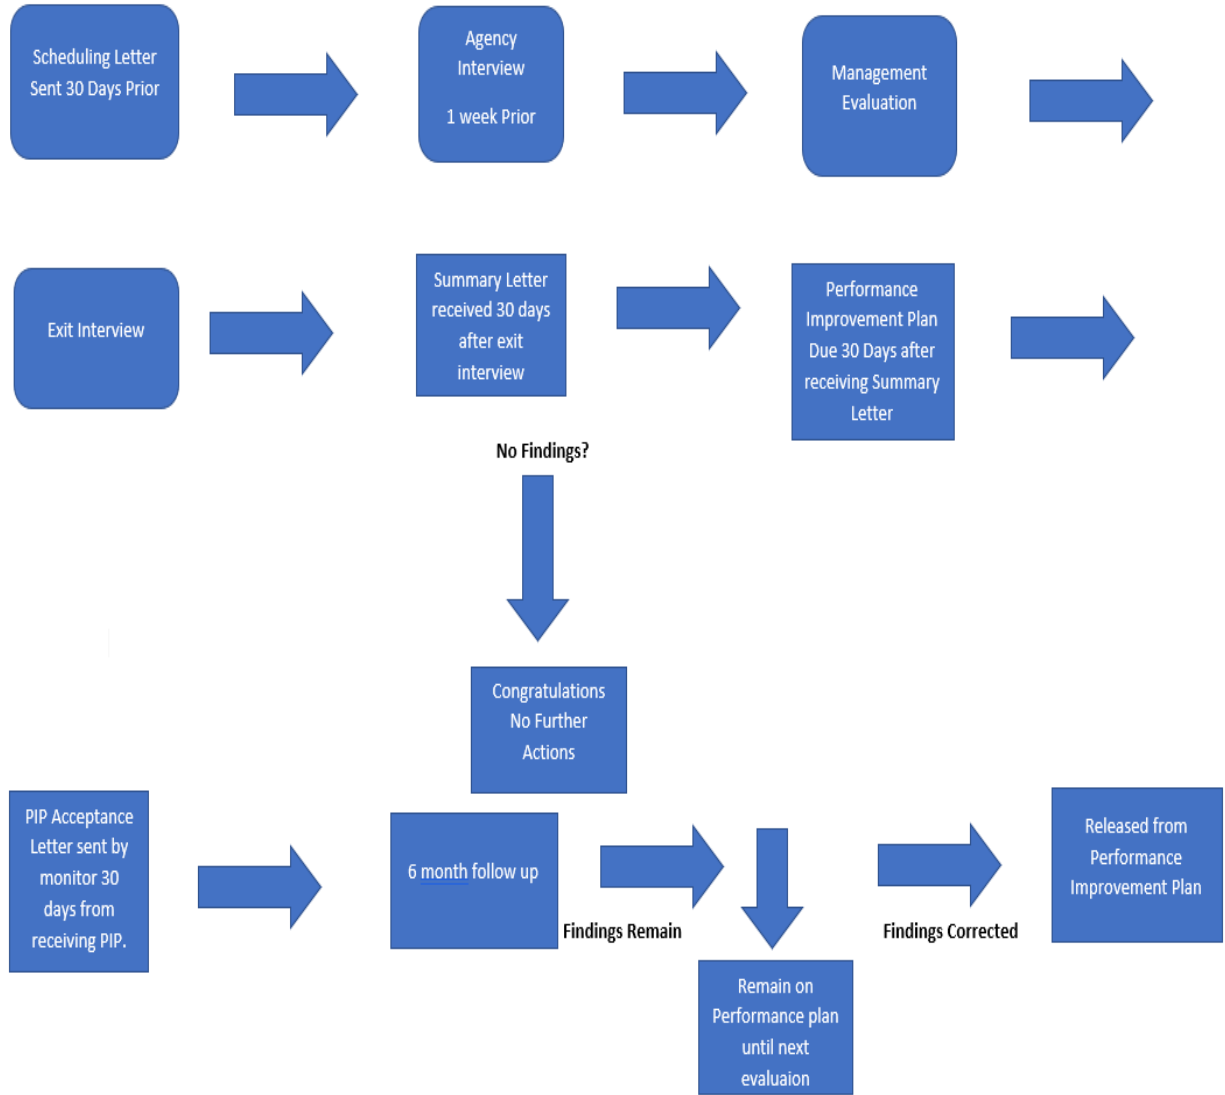 Scheduling Letter
Sent 30 Days Prior
Agency
Interview
1 week Prior
Management
Evaluation
Exit Interview
Summary Letter
received 30 days
after exit
interview
Performance
Improvement Plan
Due 30 Days after
receiving Summary
Letter
No Findings?
Congratulations
No Further
Actions
PIP Acceptance
Letter sent by
monitor 30
days from
receiving PIP.
6 month follow up
Findings Remain
Remain on
Performance plan
until next
evaluaion
Findings Corrected
Released from
Performance
Improvement Plan